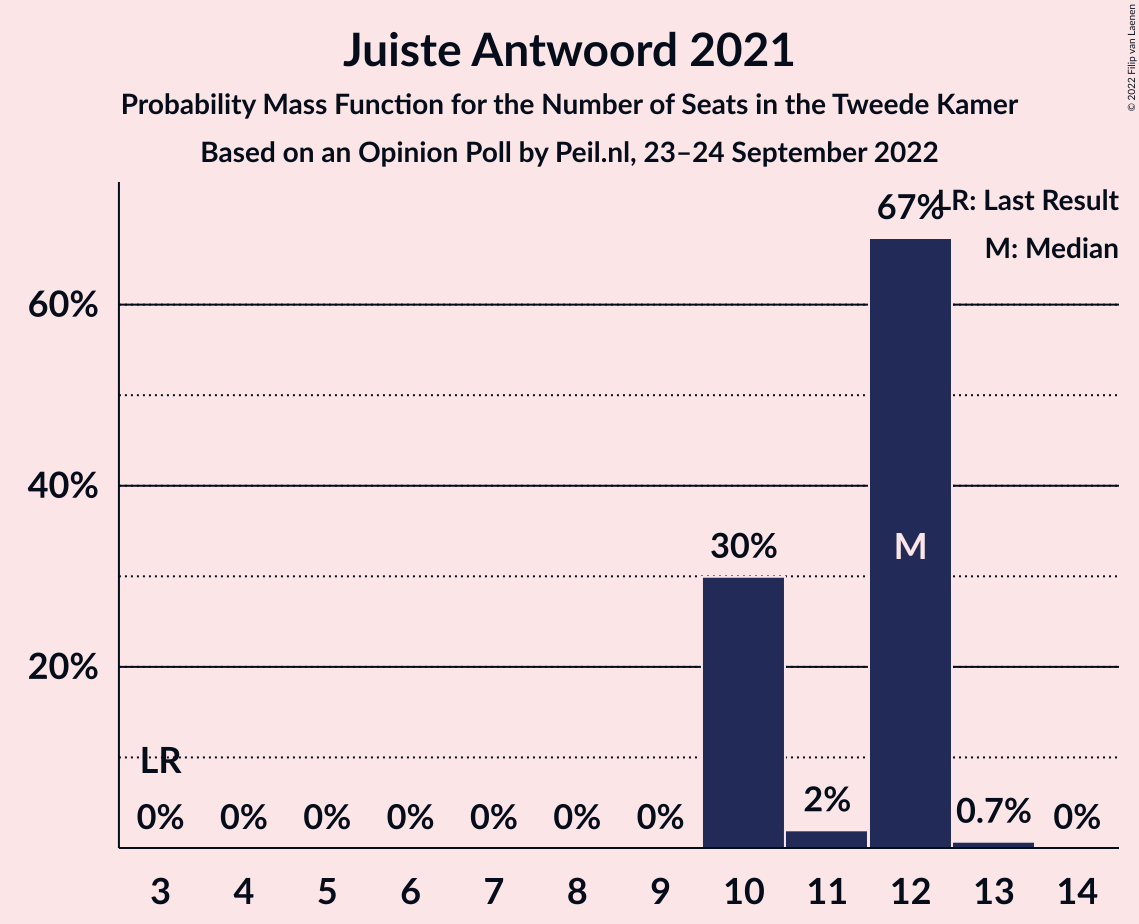 Juiste Antwoord 2021
Probability Mass Function for the Number of Seats in the Tweede Kamer
Based on an Opinion Poll by Peil.nl, 23–24 September 2022
© 2022 Filip van Laenen
LR: Last Result
M: Median
60%
40%
20%
LR
0% 0% 0% 0% 0% 0% 0% 30% 2% 67% 0.7% 0%
M
3 4 5 6 7 8 9 10 11 12 13 14